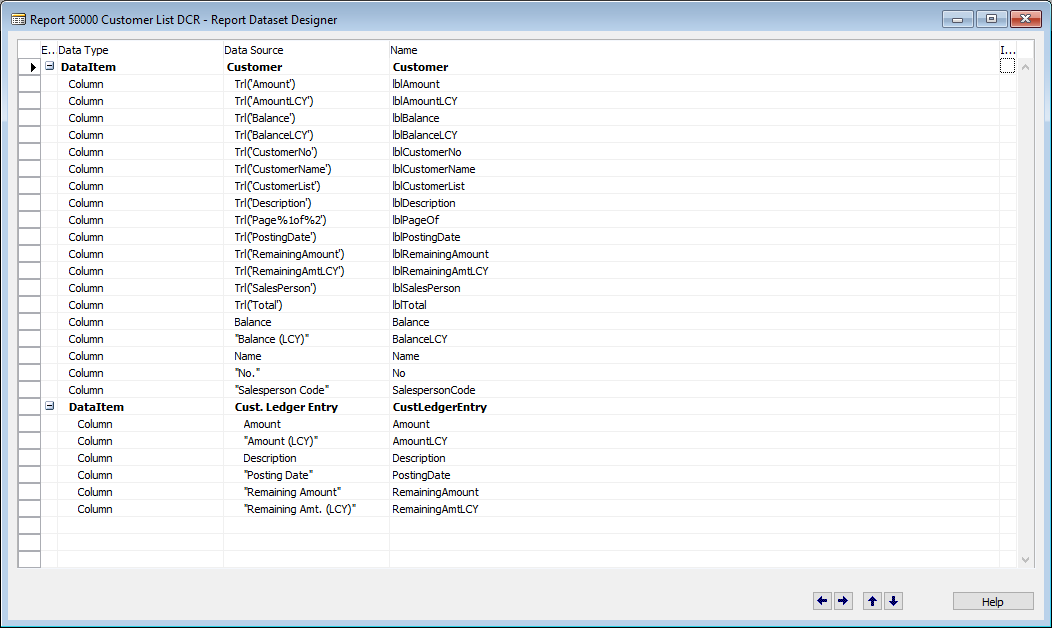 Report 50000 Customer List DCR - Report Dataset Designer
E.. Data Type Data Source Name I...
DataItem Customer Customer
Column Trl('Amount') lblAmount
Column Trl('AmountLCY') lblAmountLCY
Column Trl('Balance') lblBalance
Column Trl('BalanceLCY') lblBalanceLCY
Column Trl('CustomerNo') lblCustomerNo
Column Trl('CustomerName') lblCustomerName
Column Trl('CustomerList') lblCustomerList
Column Trl('Description') lblDescription
Column Trl('Page%1of%2') lblPageOf
Column Trl('PostingDate') lblPostingDate
Column Trl('RemainingAmount') lblRemainingAmount
Column Trl('RemainingAmtLCY') lblRemainingAmtLCY
Column Trl('SalesPerson') lblSalesPerson
Column Trl('Total') lblTotal
Column Balance Balance
Column "Balance (LCY)" BalanceLCY
Column Name Name
Column "No." No
Column "Salesperson Code" SalespersonCode
DataItem Cust. Ledger Entry CustLedgerEntry
Column Amount Amount
Column "Amount (LCY)" AmountLCY
Column Description Description
Column "Posting Date" PostingDate
Column "Remaining Amount" RemainingAmount
Column "Remaining Amt. (LCY)" RemainingAmtLCY
Help